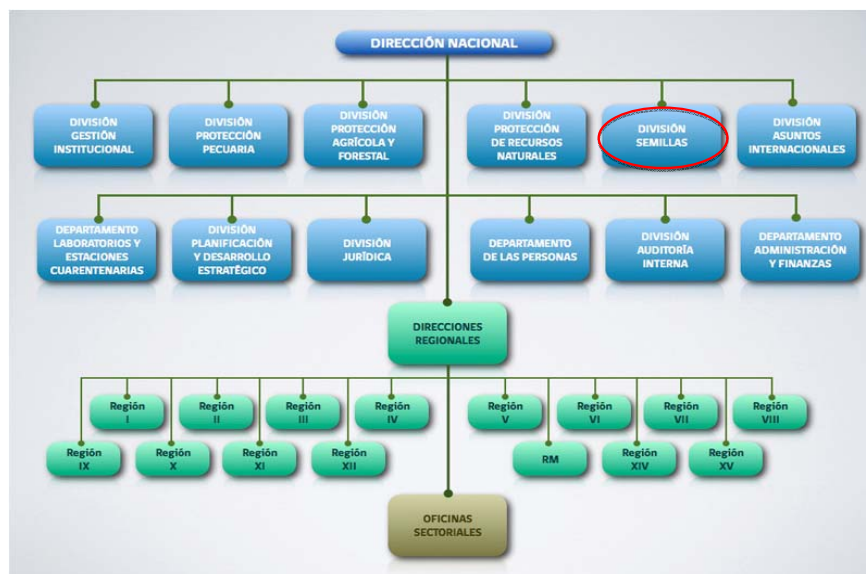 DIRECCIÓN NACIONAL
DIVISIÓN
GESTIÓN
INSTITUCIONAL
DIVISIÓN
PROTECCIÓN
PECUARIA
DIVISIÓN
PROTECCIÓN
AGRÍCOLA Y
FORESTAL
DIVISIÓN
PROTECCIÓN
DE RECURSOS
NATURALES
DIVISIÓN
SEMILLAS
DIVISIÓN
ASUNTOS
INTERNACIONALES
DEPARTAMENTO
LABORATORIOS Y
ESTACIONES
CUARENTENARIAS
DIVISIÓN
PLANIFICACIÓN
Y DESARROLLO
ESTRATÉGICO
DIVISIÓN
JURÍDICA
DEPARTAMENTO
DE LAS PERSONAS
DIVISIÓN
AUDITORÍA
INTERNA
DEPARTAMENTO
ADMINISTRACIÓN
Y FINANZAS
DIRECCIONES
REGIONALES
Región
I
Región
II
Región
III
Región
IV
Región
V
Región
VI
Región
VII
Región
VIII
Región
IX
Región
X
Región
XI
Región
XII
RM
Región
XIV
Región
XV
OFICINAS
SECTORIALES